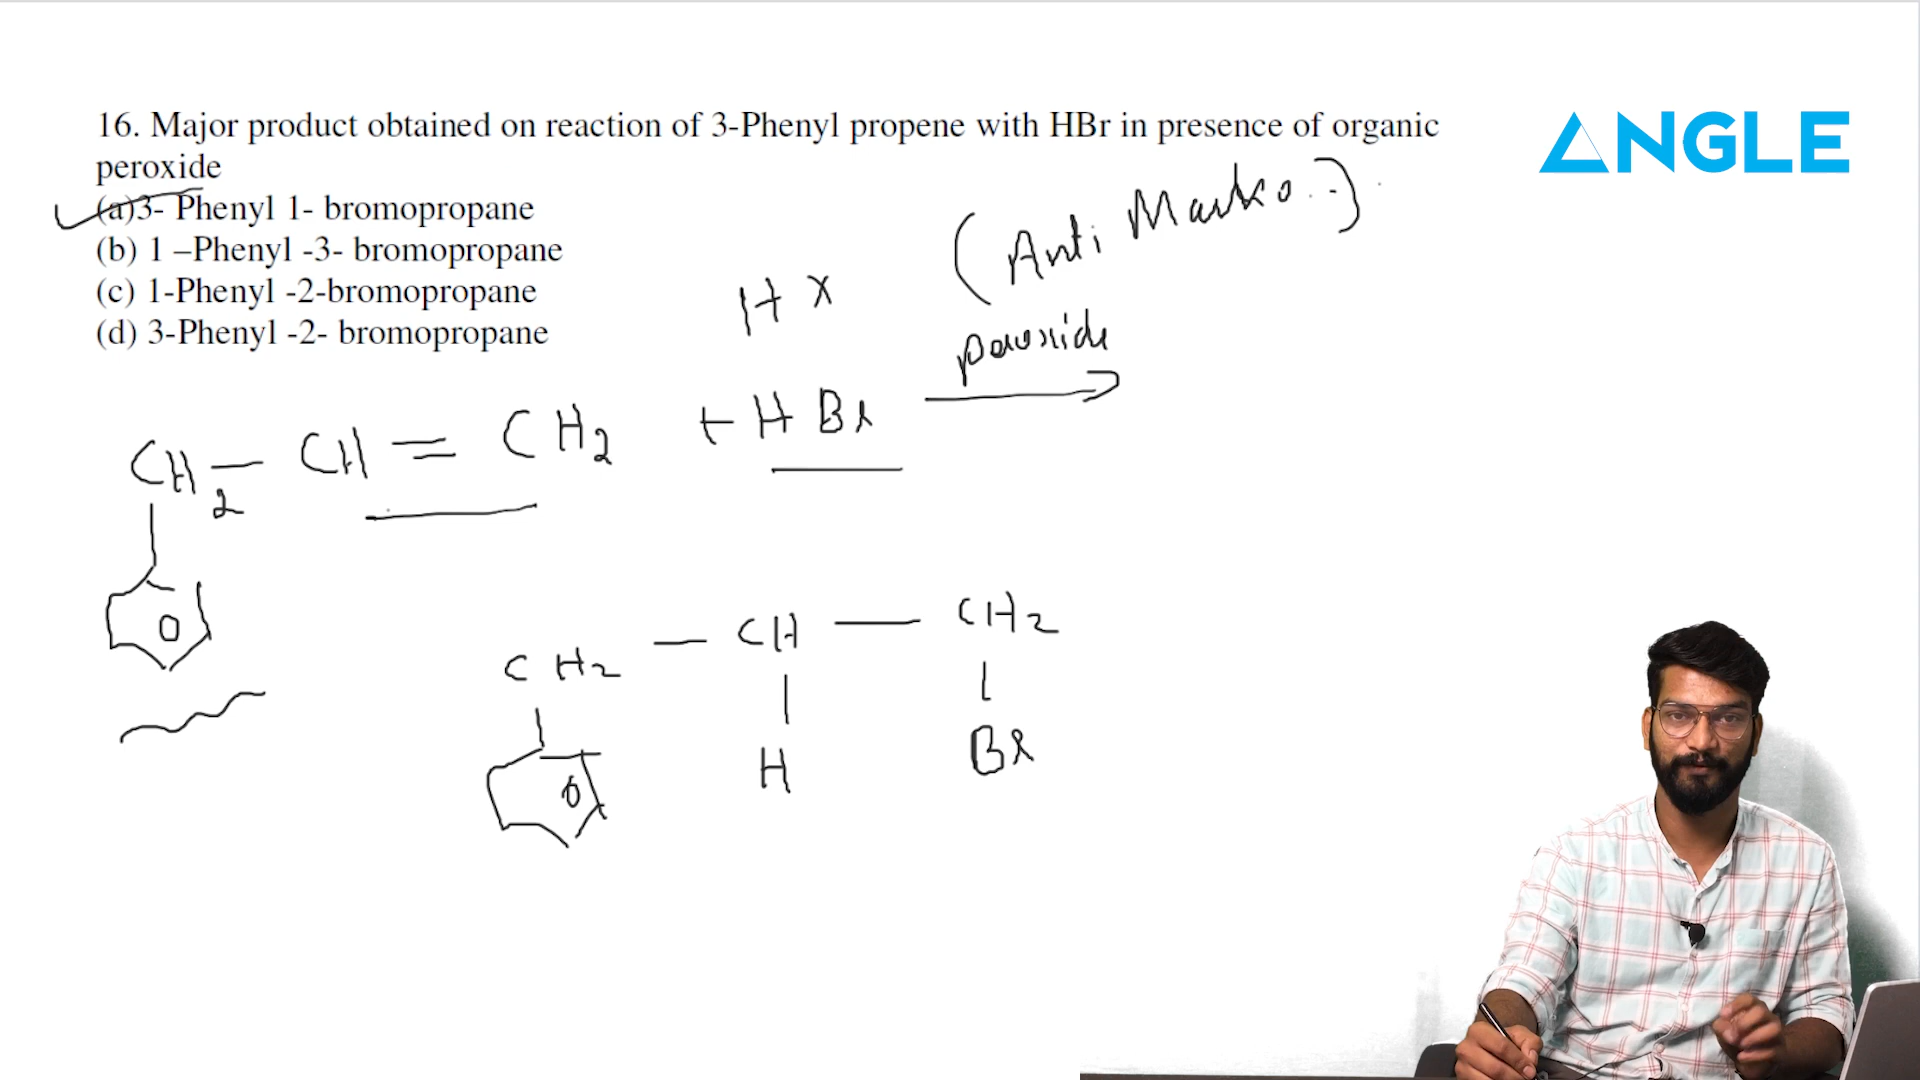 ANGLE
16. Major product obtained on reaction of 3-Phenyl propene with HBr in presence of organic
peroxide
(a)3- Phenyl 1- bromopropane
(b) 1 –Phenyl -3- bromopropane
(c) 1-Phenyl -2-bromopropane
(d) 3-Phenyl -2- bromopropane
(Anti Marko..)
HX
peroxide
CH2 — CH = CH2 + HBr
CH2 — CH — CH2
H Br